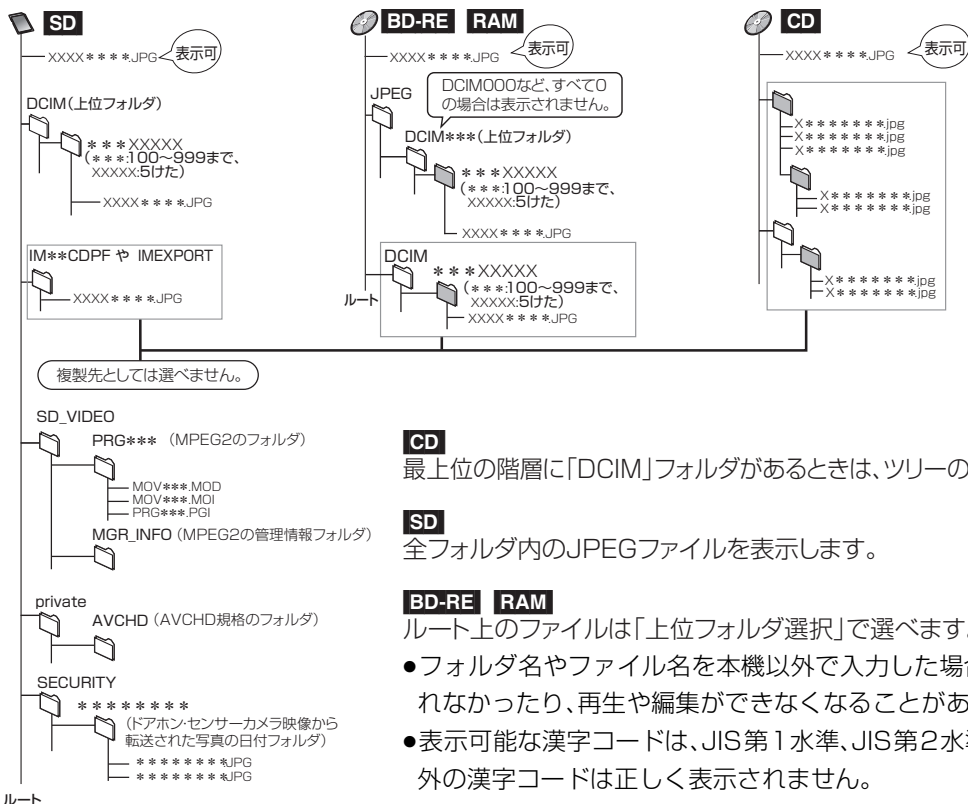 SD
XXXX＊＊＊＊.JPG 表示可
DCIM（上位フォルダ）
＊＊＊XXXXX
（＊＊＊:100～999まで、
XXXXX:5けた）
XXXX＊＊＊＊.JPG
IM＊＊CDPF や IMEXPORT
XXXX＊＊＊＊.JPG
複製先としては選べません。
SD_VIDEO
PRG＊＊＊（MPEG2のフォルダ）
MOV＊＊＊.MOD
MOV＊＊＊.MOI
PRG＊＊＊.PGI
MGR_INFO（MPEG2の管理情報フォルダ）
private
AVCHD（AVCHD規格のフォルダ）
SECURITY
＊＊＊＊＊＊＊＊
（ドアホン・センサーカメラ映像から
転送された写真の日付フォルダ）
＊＊＊＊＊＊＊＊.JPG
＊＊＊＊＊＊＊＊.JPG
ルート
BD-RE RAM
XXXX＊＊＊＊.JPG 表示可
JPEG
DCIM000など、すべて0
の場合は表示されません。
DCIM＊＊＊（上位フォルダ）
＊＊＊XXXXX
（＊＊＊:100～999まで、
XXXXX:5けた）
XXXX＊＊＊＊.JPG
DCIM
＊＊＊XXXXX
（＊＊＊:100～999まで、
XXXXX:5けた）
XXXX＊＊＊＊.JPG
ルート
CD
XXXX＊＊＊＊.JPG 表示可
X＊＊＊＊＊＊＊.jpg
X＊＊＊＊＊＊＊.jpg
X＊＊＊＊＊＊＊.jpg
X＊＊＊＊＊＊＊.jpg
X＊＊＊＊＊＊＊.jpg
X＊＊＊＊＊＊＊.jpg
X＊＊＊＊＊＊＊.jpg
CD
最上位の階層に「DCIM」フォルダがあるときは、ツリーの
SD
全フォルダ内のJPEGファイルを表示します。
BD-RE RAM
ルート上のファイルは「上位フォルダ選択」で選べます。
●フォルダ名やファイル名を本機以外で入力した場合
れなかったり、再生や編集ができなくなることがあ
●表示可能な漢字コードは、JIS第1水準、JIS第2水準
外の漢字コードは正しく表示されません。